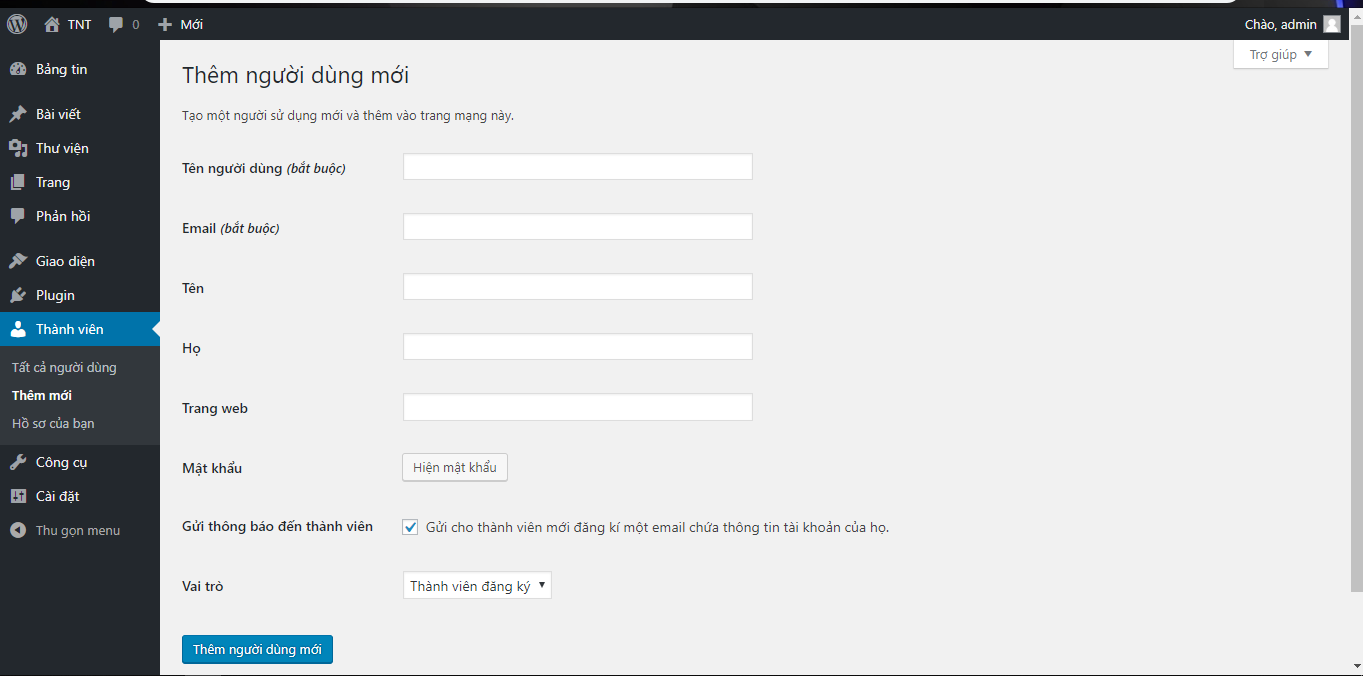 TNT 0 Mới Chào, admin
Trợ giúp
Bảng tin
Bài viết
Thư viện
Trang
Phản hồi
Giao diện
Plugin
Thành viên
Tất cả người dùng
Thêm mới
Hồ sơ của bạn
Công cụ
Cài đặt
Thu gọn menu
Thêm người dùng mới
Tạo một người sử dụng mới và thêm vào trang mạng này.
Tên người dùng (bắt buộc)
Email (bắt buộc)
Tên
Họ
Trang web
Mật khẩu Hiện mật khẩu
Gửi thông báo đến thành viên Gửi cho thành viên mới đăng kí một email chứa thông tin tài khoản của họ.
Vai trò Thành viên đăng ký
Thêm người dùng mới